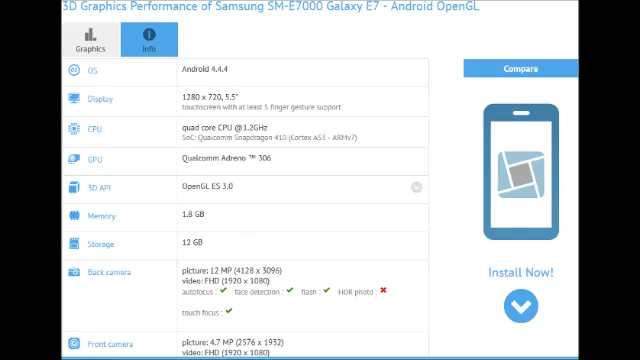 3D Graphics Performance of Samsung SM-E7000 Galaxy E7 - Android OpenGL
Graphics
Info
OS
Android 4.4.4
Compare
Display
1280 x 720, 5.5"
touchscreen with at least 5 finger gesture support
CPU
quad core CPU @1.2GHz
SoC: Qualcomm Snapdragon 410 (Cortex A53 - ARMv7)
GPU
Qualcomm Adreno ™ 306
3D API
OpenGL ES 3.0
Memory
1.8 GB
Storage
12 GB
Back camera
picture: 12 MP (4128 x 3096)
video: FHD (1920 x 1080)
autofocus : ✔ face detection : ✔ flash : ✔ HDR photo : ✖
touch focus : ✔
Install Now!
Front camera
picture: 4.7 MP (2576 x 1932)
video: FHD (1920 x 1080)